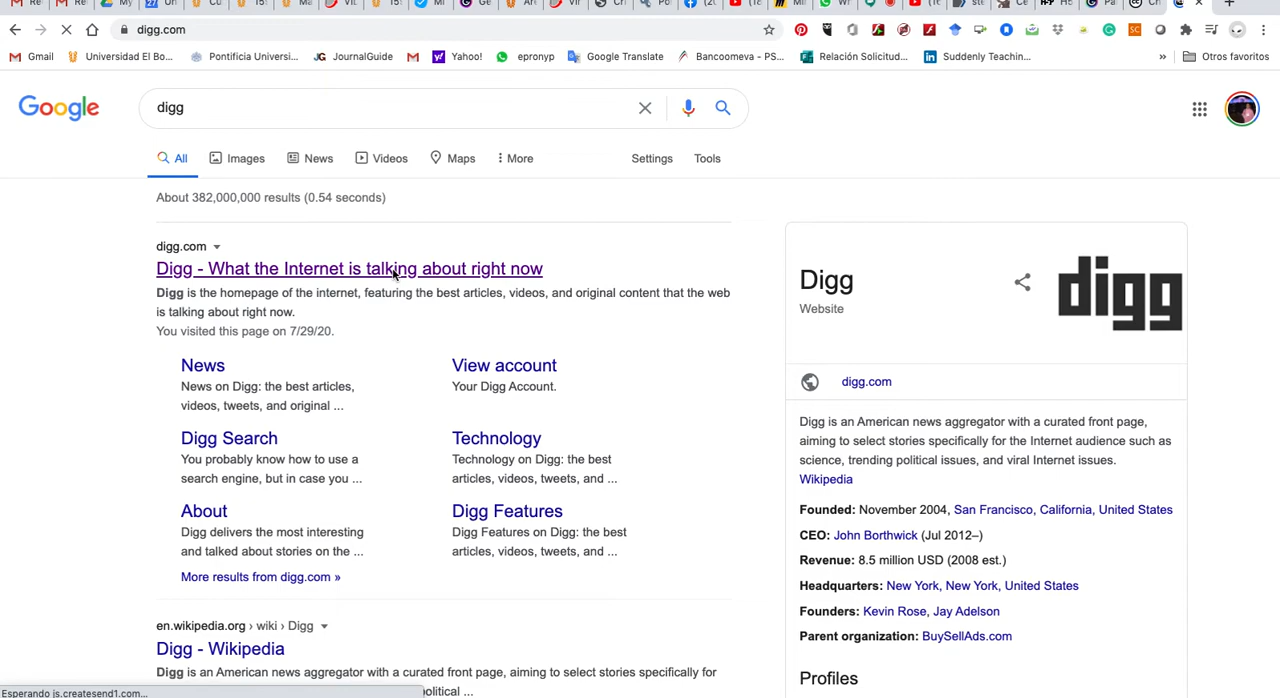 digg.com
Gmail Universidad El Bo... Pontificia Universi... JournalGuide Yahoo! epronyp Google Translate Bancoomeva - PS... Relación Solicitud... Suddenly Teachin... » Otros favoritos
Google digg
All Images News Videos Maps More Settings Tools
About 382,000,000 results (0.54 seconds)
digg.com
Digg - What the Internet is talking about right now
Digg is the homepage of the internet, featuring the best articles, videos, and original content that the web
is talking about right now.
You visited this page on 7/29/20.
News
News on Digg: the best articles,
videos, tweets, and original ...
View account
Your Digg Account.
Digg Search
You probably know how to use a
search engine, but in case you ...
Technology
Technology on Digg: the best
articles, videos, tweets, and ...
About
Digg delivers the most interesting
and talked about stories on the ...
Digg Features
Digg Features on Digg: the best
articles, videos, tweets, and ...
More results from digg.com »
en.wikipedia.org › wiki › Digg
Digg - Wikipedia
Digg is an American news aggregator with a curated front page, aiming to select stories specifically for
political ...
Esperando js.createsend1.com...
Digg
Website
digg
digg.com
Digg is an American news aggregator with a curated front page,
aiming to select stories specifically for the Internet audience such as
science, trending political issues, and viral Internet issues.
Wikipedia
Founded: November 2004, San Francisco, California, United States
CEO: John Borthwick (Jul 2012–)
Revenue: 8.5 million USD (2008 est.)
Headquarters: New York, New York, United States
Founders: Kevin Rose, Jay Adelson
Parent organization: BuySellAds.com
Profiles